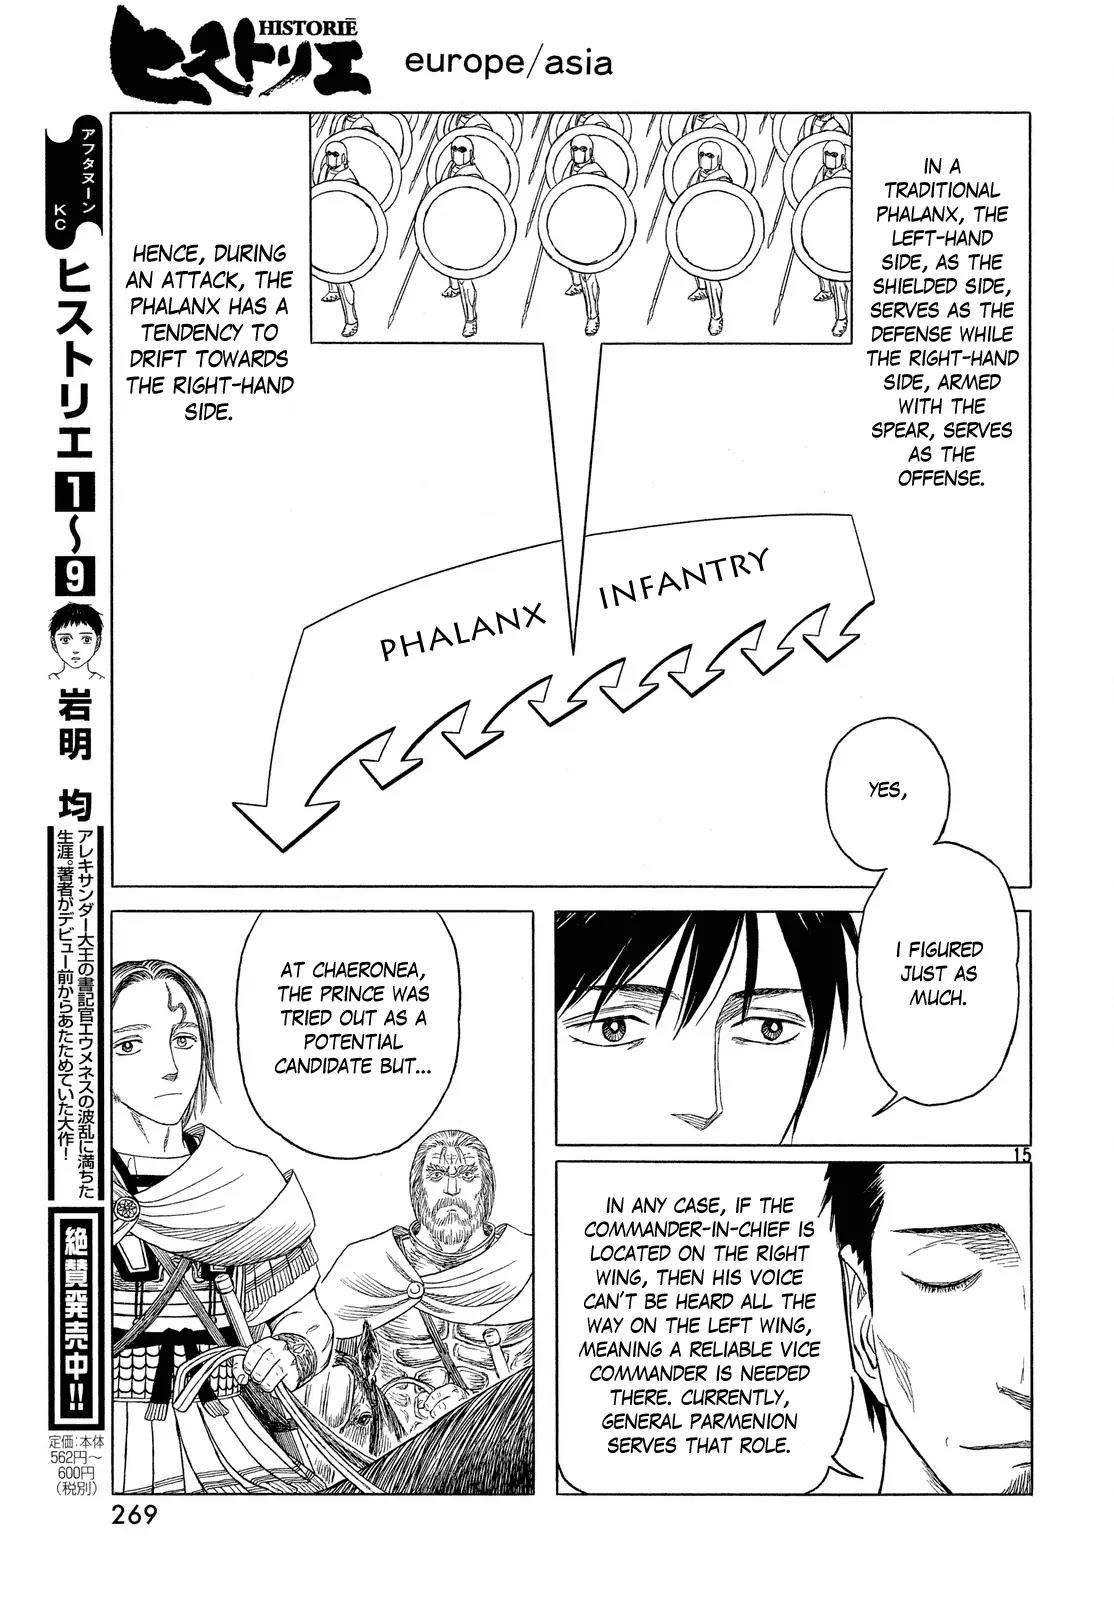 HISTORIĒ
ヒストリエ
europe/asia
IN A
TRADITIONAL
PHALANX, THE
LEFT-HAND
SIDE, AS THE
SHIELDED SIDE,
SERVES AS THE
DEFENSE WHILE
THE RIGHT-HAND
SIDE, ARMED
WITH THE
SPEAR, SERVES
AS THE
OFFENSE.
HENCE, DURING
AN ATTACK, THE
PHALANX HAS A
TENDENCY TO
DRIFT TOWARDS
THE RIGHT-HAND
SIDE.
PHALANX INFANTRY
YES,
I FIGURED
JUST AS
MUCH.
15
IN ANY CASE, IF THE
COMMANDER-IN-CHIEF IS
LOCATED ON THE RIGHT
WING, THEN HIS VOICE
CAN'T BE HEARD ALL THE
WAY ON THE LEFT WING,
MEANING A RELIABLE VICE
COMMANDER IS NEEDED
THERE. CURRENTLY,
GENERAL PARMENION
SERVES THAT ROLE.
AT CHAERONEA,
THE PRINCE WAS
TRIED OUT AS A
POTENTIAL
CANDIDATE BUT...
アフタヌーン
KC
ヒストリエ1〜9
岩明 均
アレキサンダー大王の書記官エウメネスの波乱に満ちた
生涯。著者がデビュー前からあたためていた大作！
絶賛発売中!!
定価:本体
562円〜
600円
(税別)
269